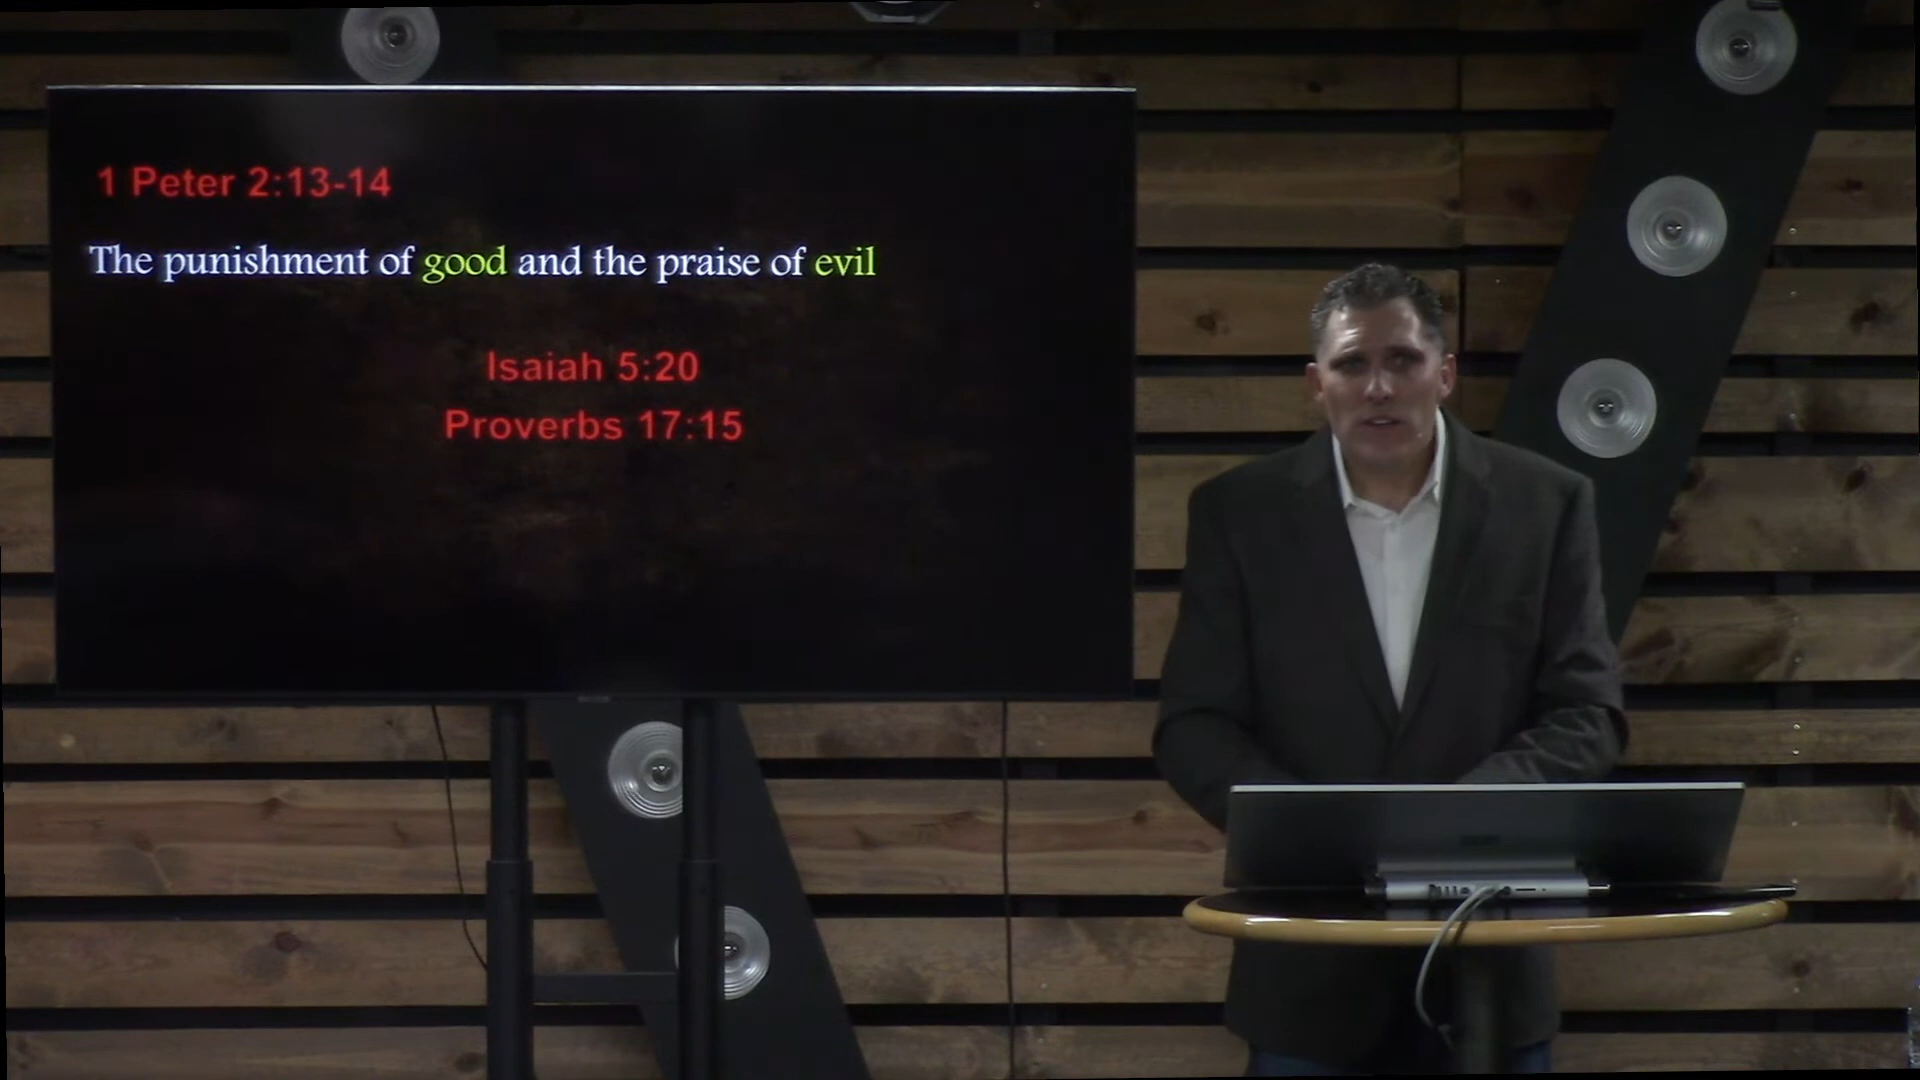 1 Peter 2:13-14
The punishment of good and the praise of evil
Isaiah 5:20
Proverbs 17:15